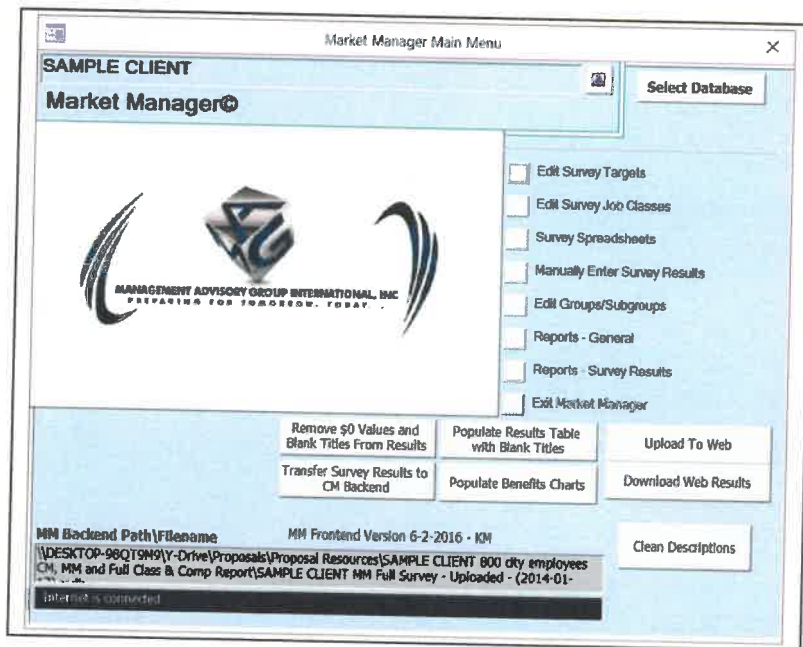 Market Manager Main Menu
SAMPLE CLIENT
Select Database
Market Manager©
Edit Survey Targets
Edit Survey Job Classes
Survey Spreadsheets
Manually Enter Survey Results
Edit Groups/Subgroups
Reports - General
Reports - Survey Results
Exit Market Manager
MANAGEMENT ADVISORY GROUP INTERNATIONAL, INC
PREPARING FOR TOMORROW. TODAY. .
Remove $0 Values and
Blank Titles From Results
Populate Results Table
with Blank Titles
Upload To Web
Transfer Survey Results to
CM Backend
Populate Benefits Charts
Download Web Results
MM Backend Path\Filename
MM Frontend Version 6-2-2016 - KM
Clean Descriptions
\\DESKTOP-98QT9M9\Y-Drive\Proposals\Proposal Resources\SAMPLE CLIENT 800 city employees
CM, MM and Full Class & Comp Report\SAMPLE CLIENT MM Full Survey - Uploaded - (2014-01-
Internet is connected